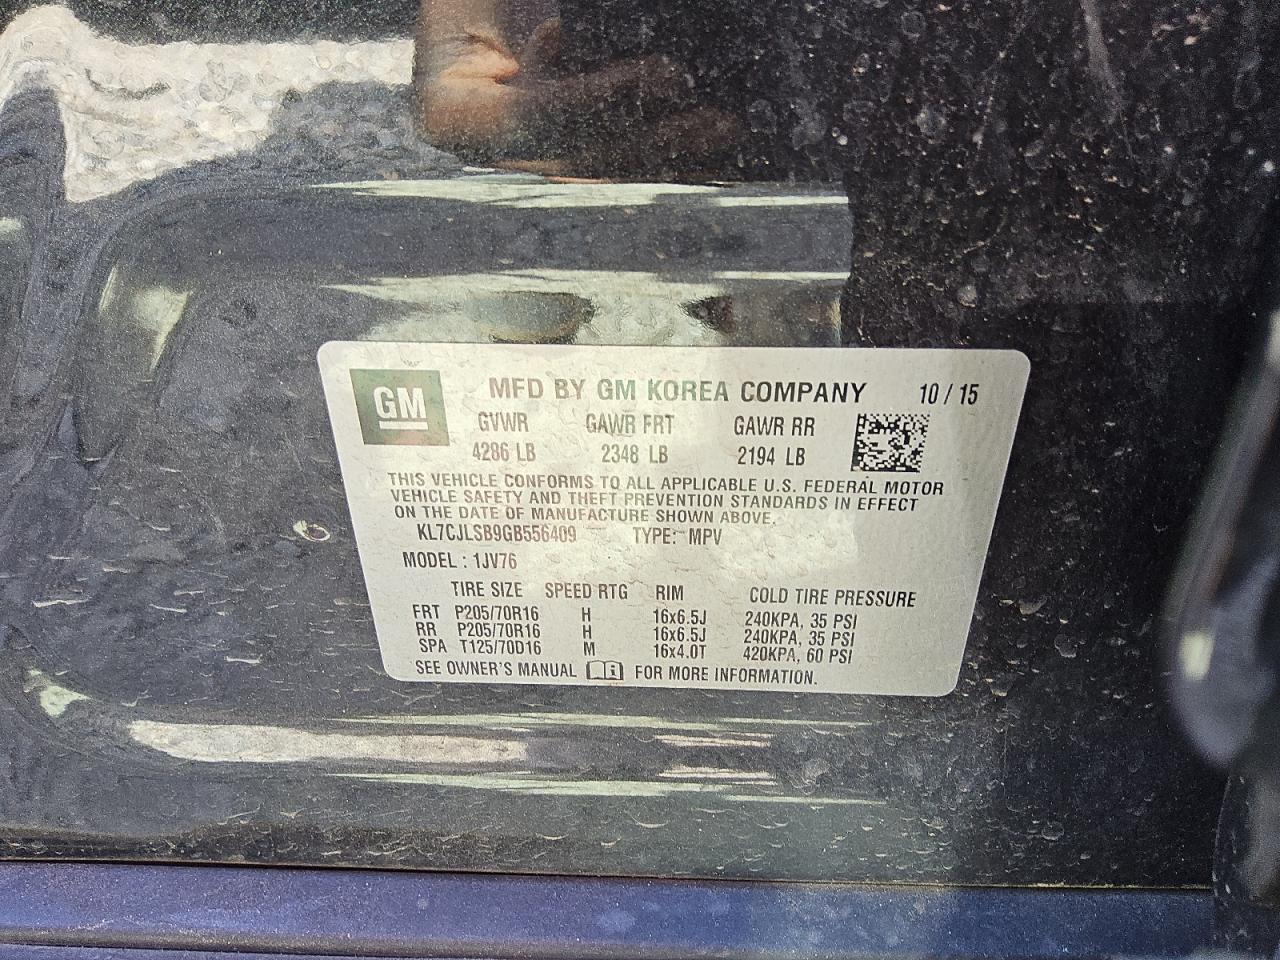 GM MFD BY GM KOREA COMPANY 10 / 15
GVWR GAWR FRT GAWR RR
4286 LB 2348 LB 2194 LB
THIS VEHICLE CONFORMS TO ALL APPLICABLE U.S. FEDERAL MOTOR
VEHICLE SAFETY AND THEFT PREVENTION STANDARDS IN EFFECT
ON THE DATE OF MANUFACTURE SHOWN ABOVE.
KL7CJLSB9GB556409 TYPE: MPV
MODEL : 1JV76
TIRE SIZE SPEED RTG RIM COLD TIRE PRESSURE
FRT P205/70R16 H 16x6.5J 240KPA, 35 PSI
RR P205/70R16 H 16x6.5J 240KPA, 35 PSI
SPA T125/70D16 M 16x4.0T 420KPA, 60 PSI
SEE OWNER'S MANUAL FOR MORE INFORMATION.